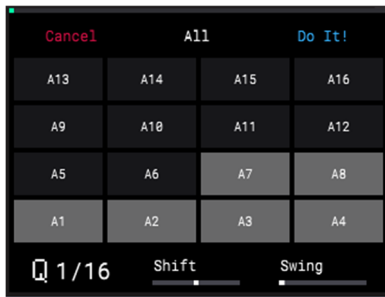 Cancel All Do It!
A13 A14 A15 A16
A9 A10 A11 A12
A5 A6 A7 A8
A1 A2 A3 A4
Q 1/16 Shift Swing